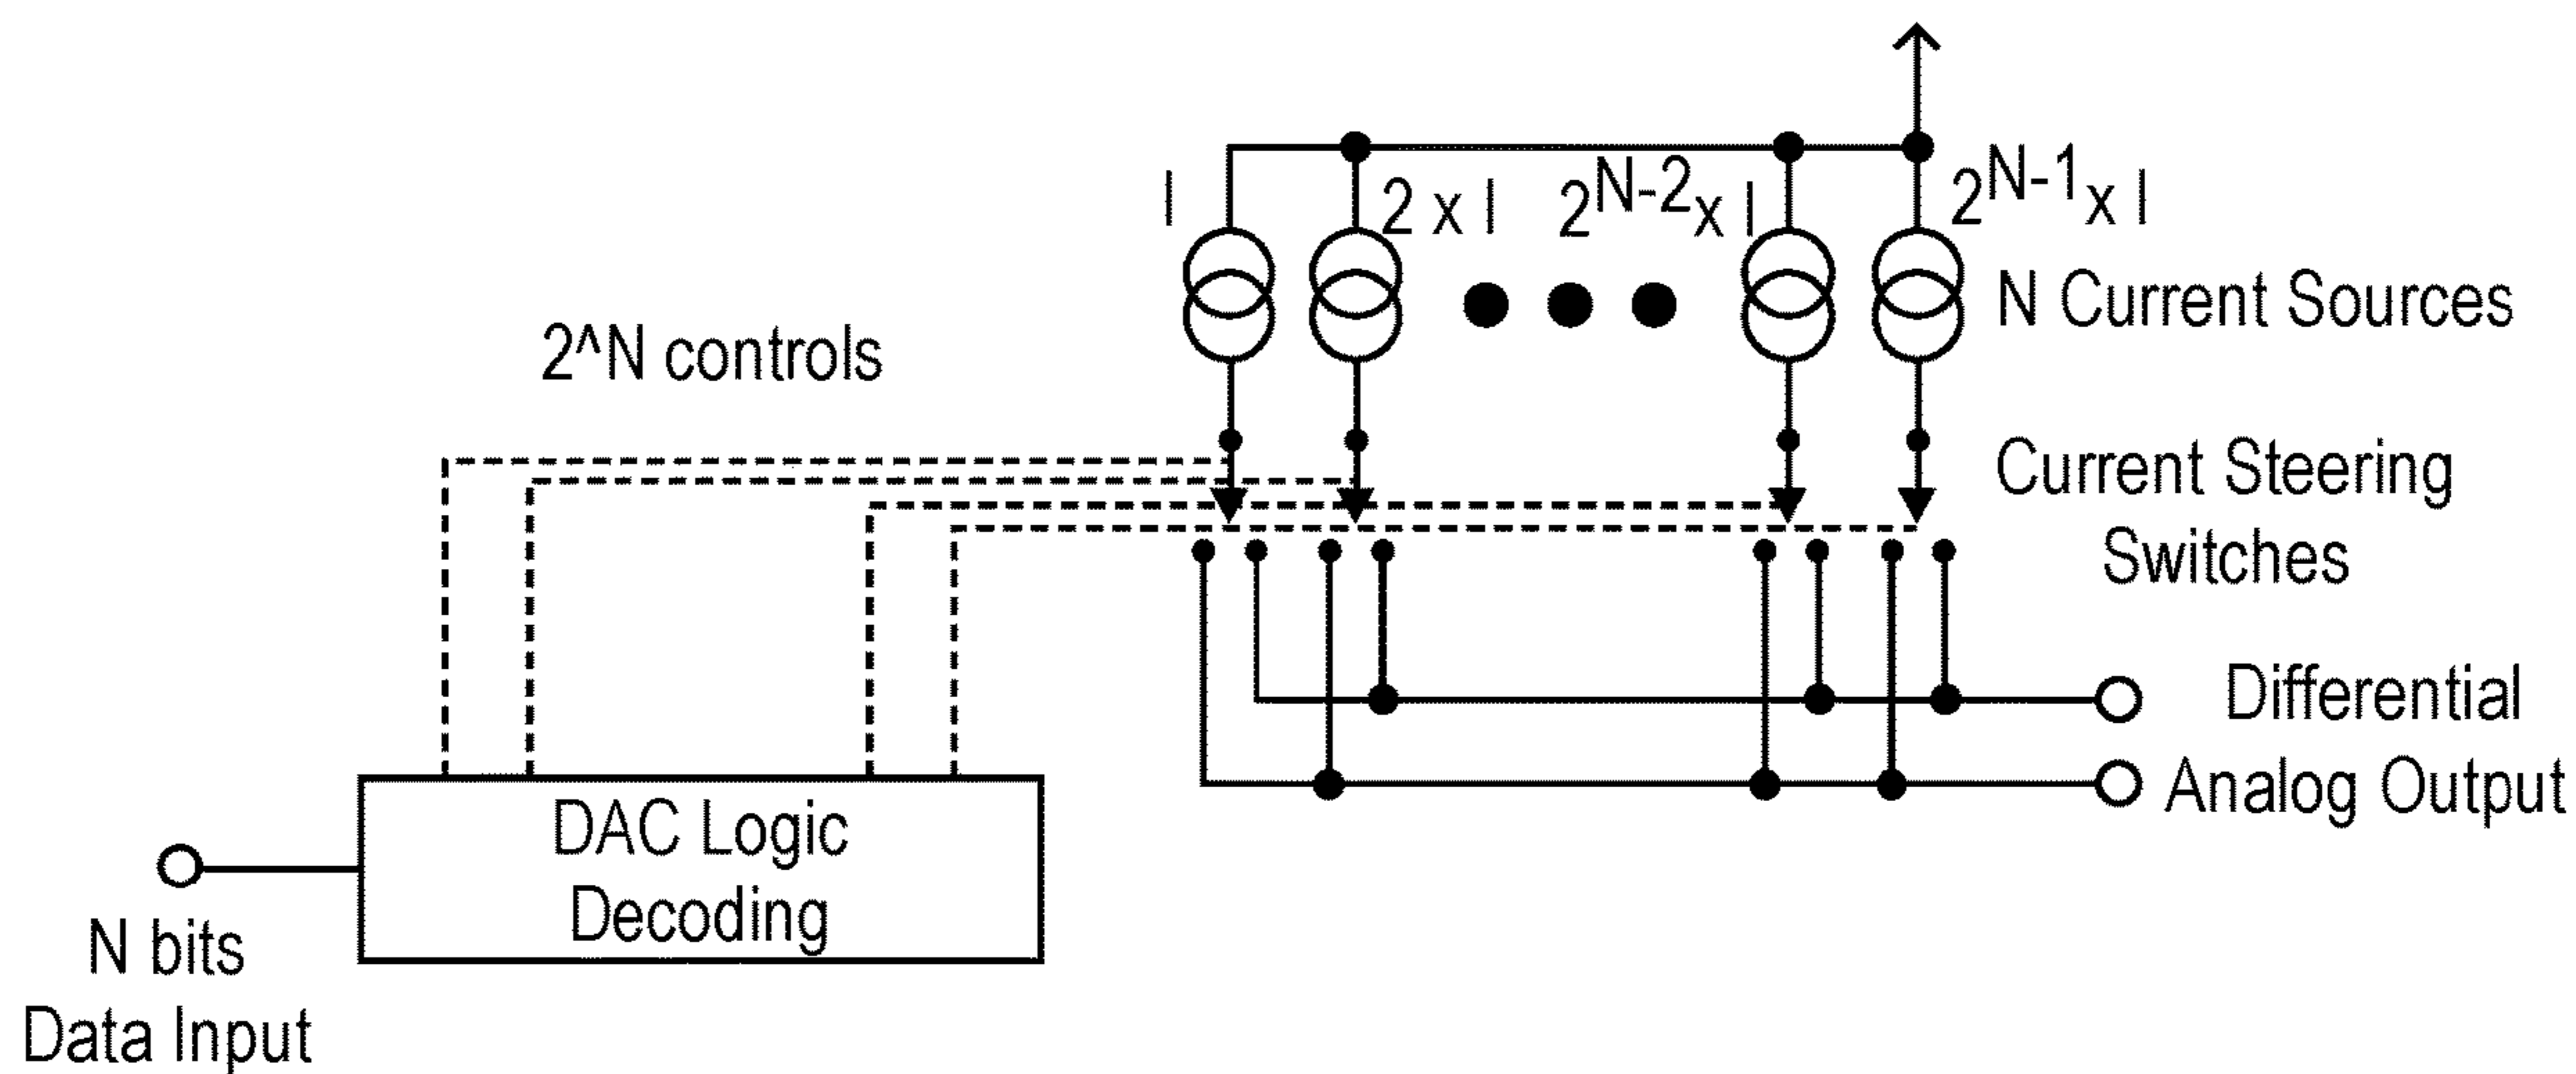 I
2 x I
2^N-2 x I
2^N-1 x I
N Current Sources
2^N controls
Current Steering
Switches
Differential
Analog Output
DAC Logic
Decoding
N bits
Data Input